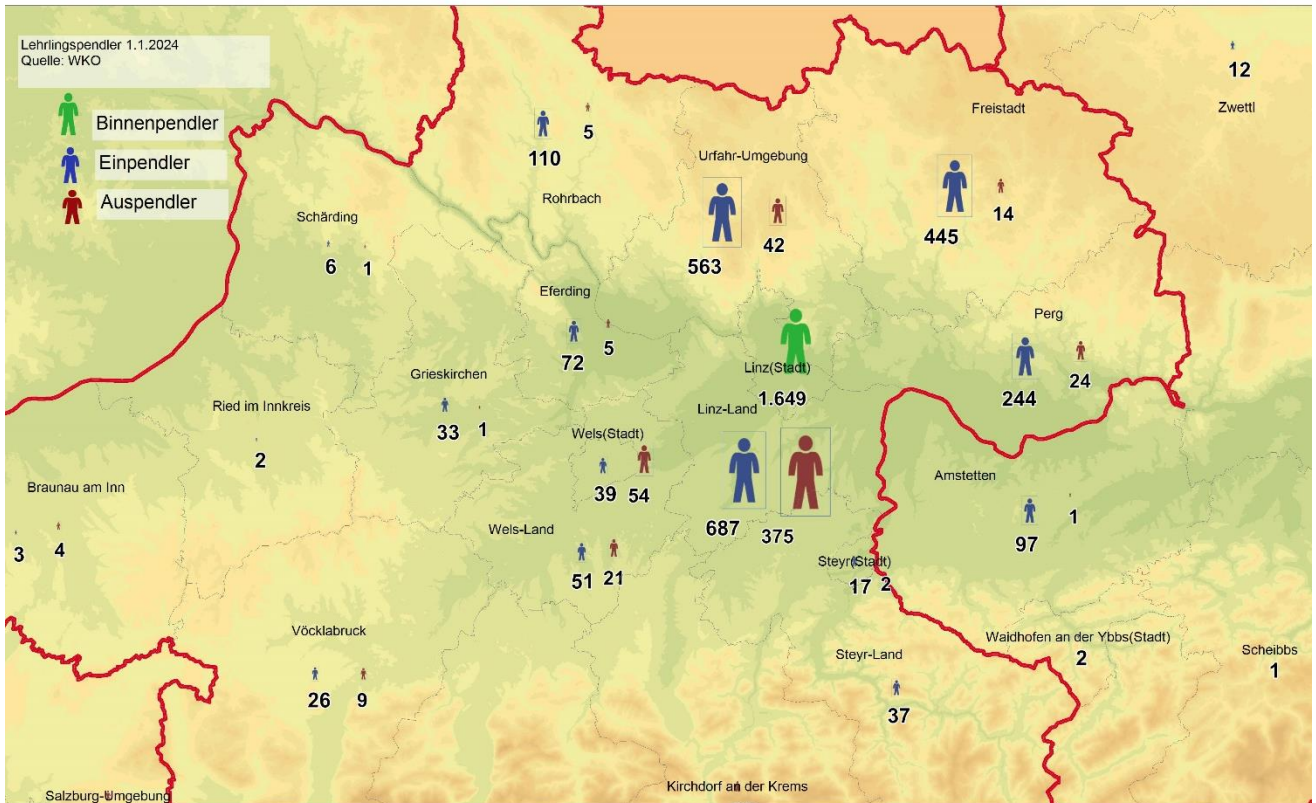 Lehrlingspendler 1.1.2024
Quelle: WKO
Binnenpendler
Einpendler
Auspendler
12
Zwettl
Freistadt
445
14
Urfahr-Umgebung
563
42
110
5
Rohrbach
Schärding
6
1
Eferding
72
5
Perg
244
24
Linz(Stadt)
1.649
Grieskirchen
33
1
Ried im Innkreis
2
Linz-Land
687
375
Wels(Stadt)
39
54
Amstetten
97
1
Braunau am Inn
3
4
Wels-Land
51
21
Steyr(Stadt)
17
2
Vöcklabruck
26
9
Steyr-Land
37
Waidhofen an der Ybbs(Stadt)
2
Scheibbs
1
Salzburg-Umgebung
Kirchdorf an der Krems